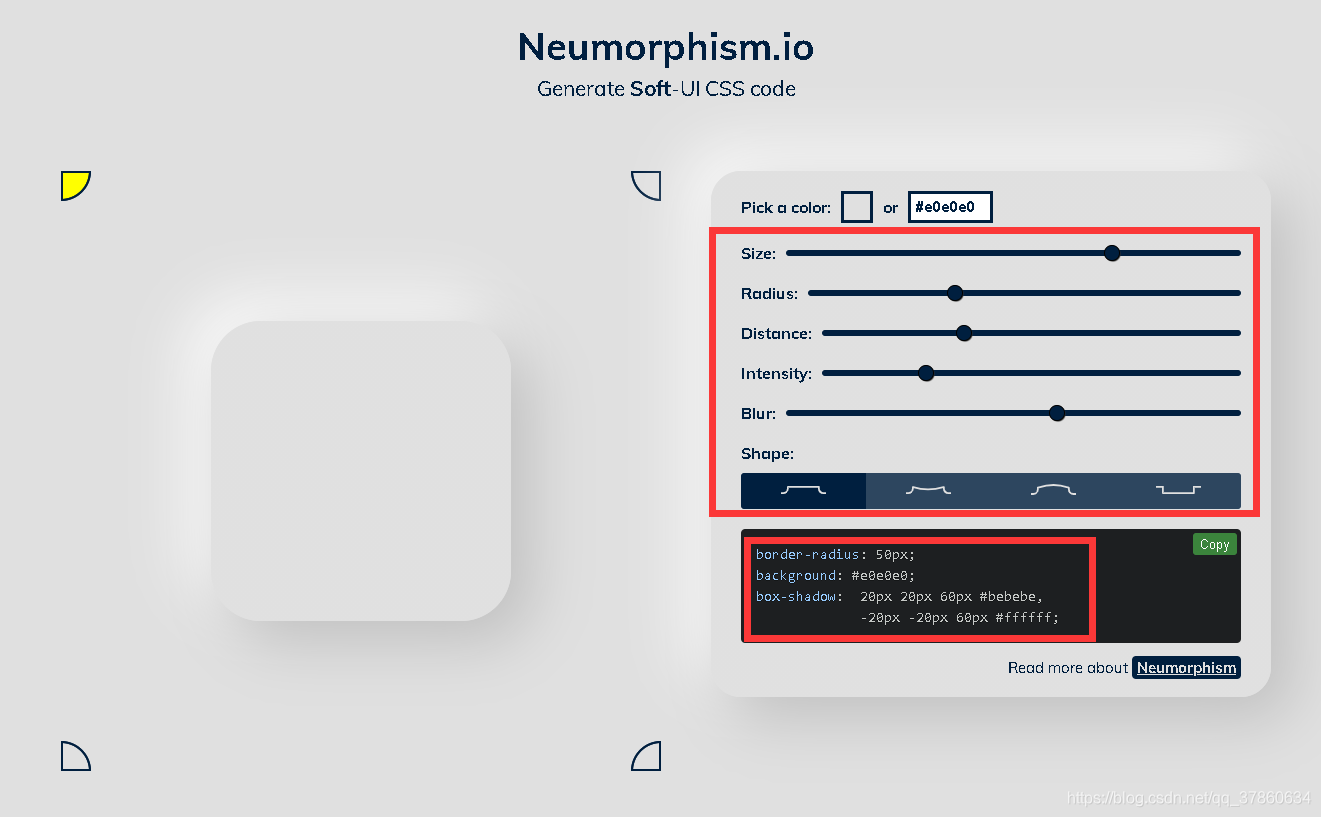 Neumorphism.io
Generate Soft-UI CSS code
Pick a color: or #e0e0e0
Size:
Radius:
Distance:
Intensity:
Blur:
Shape:
Copy
border-radius: 50px;
background: #e0e0e0;
box-shadow:  20px 20px 60px #bebebe,
-20px -20px 60px #ffffff;
Read more about Neumorphism
https://blog.csdn.net/qq_37860634